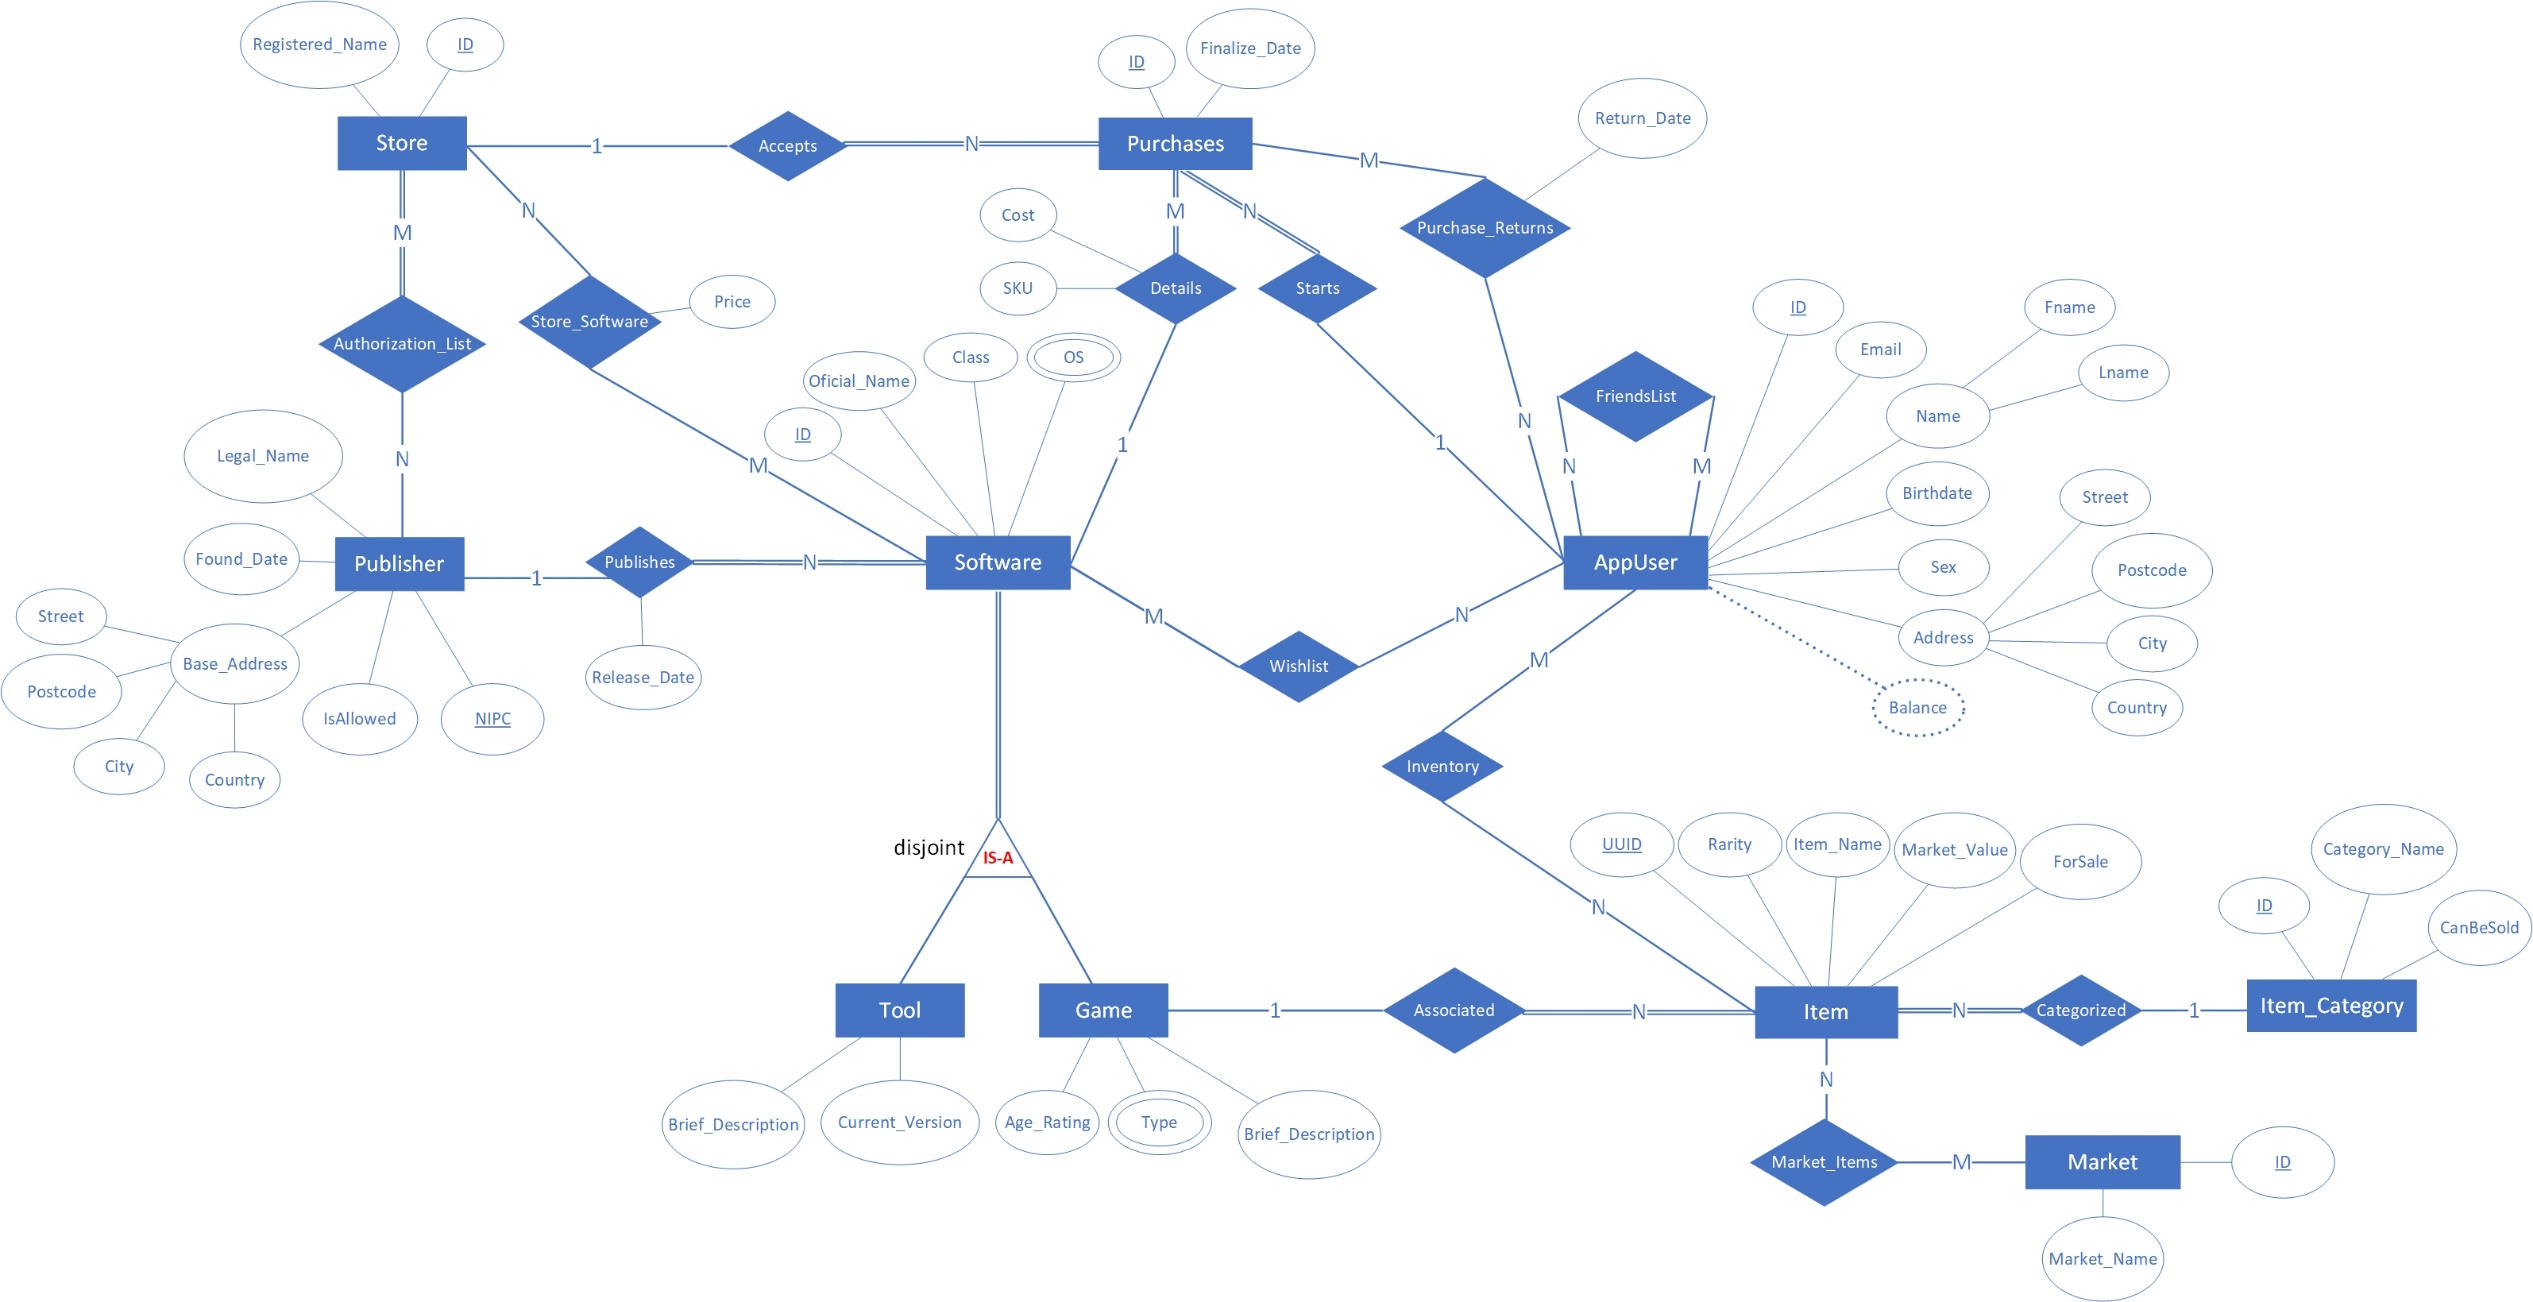 Registered_Name
ID
ID
Finalize_Date
Return_Date
Store
1
Accepts
N
Purchases
M
N
M
N
Cost
SKU
Details
Starts
Purchase_Returns
M
Authorization_List
Store_Software
Price
ID
Email
Fname
Lname
Name
FriendsList
Class
OS
Oficial_Name
ID
1
1
N
N
M
Legal_Name
N
M
Birthdate
Street
Found_Date
Publisher
1
Publishes
N
Software
AppUser
Sex
Postcode
Street
Base_Address
Postcode
City
Country
IsAllowed
NIPC
Release_Date
M
Wishlist
N
M
Address
City
Country
Balance
Inventory
disjoint
IS-A
N
UUID
Rarity
Item_Name
Market_Value
ForSale
Category_Name
ID
CanBeSold
Tool
Game
1
Associated
N
Item
N
Categorized
1
Item_Category
Brief_Description
Current_Version
Age_Rating
Type
Brief_Description
N
Market_Items
M
Market
ID
Market_Name